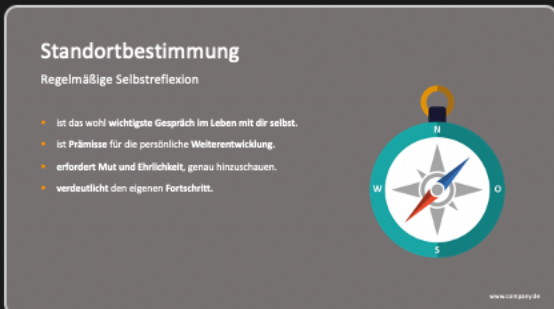 Standortbestimmung
Regelmäßige Selbstreflexion
ist das wohl wichtigste Gespräch im Leben mit dir selbst.
ist Prämisse für die persönliche Weiterentwicklung.
erfordert Mut und Ehrlichkeit, genau hinzuschauen.
verdeutlicht den eigenen Fortschritt.
N
W O
S
www.company.de